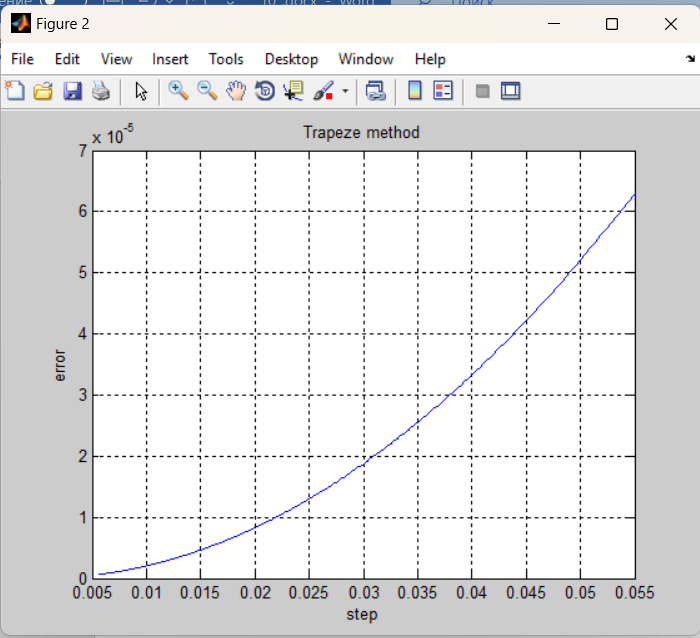 Figure 2
File Edit View Insert Tools Desktop Window Help
x 10^-5
Trapeze method
7
6
5
4
3
2
1
0
error
0.005 0.01 0.015 0.02 0.025 0.03 0.035 0.04 0.045 0.05 0.055
step